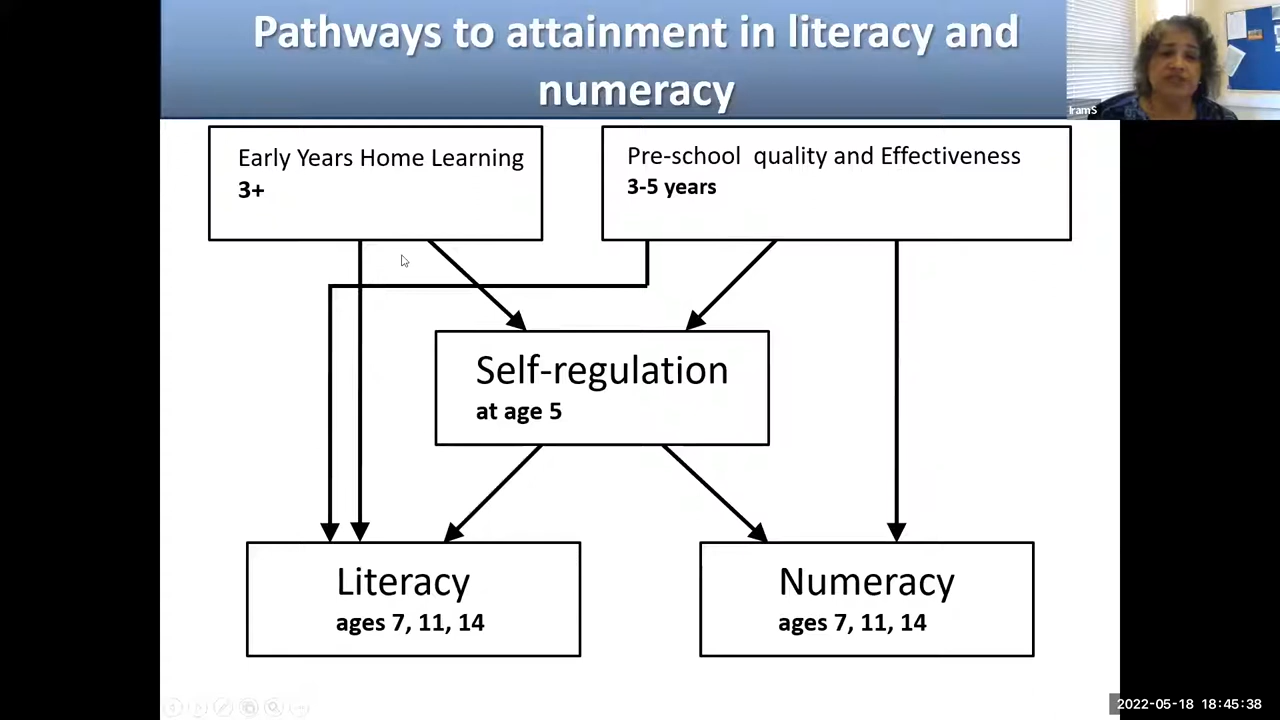 Pathways to attainment in literacy and
numeracy
IramS
Early Years Home Learning
3+
Pre-school quality and Effectiveness
3-5 years
Self-regulation
at age 5
Literacy
ages 7, 11, 14
Numeracy
ages 7, 11, 14
2022-05-18 18:45:38